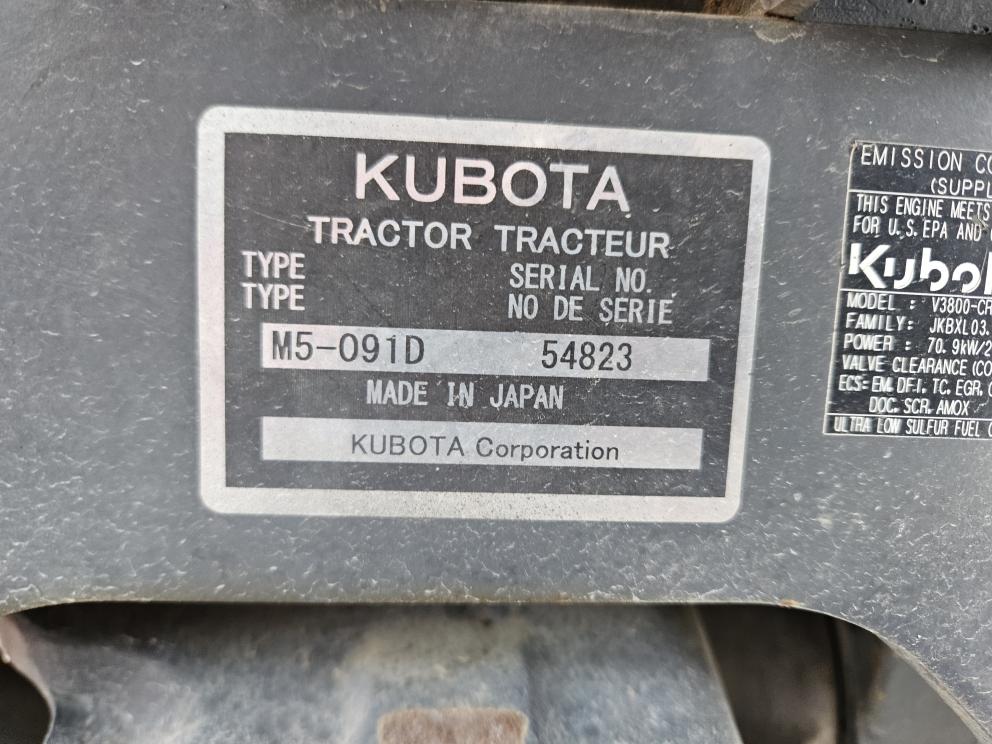 KUBOTA
TRACTOR TRACTEUR
TYPE SERIAL NO.
TYPE NO DE SERIE
M5-091D 54823
MADE IN JAPAN
KUBOTA Corporation
EMISSION
(SUPPL
THIS ENGINE MEETS
FOR U.S. EPA AND
Kubo
MODEL : V3800-CR
FAMILY: JKBXL03.
POWER : 70.9kW/2
VALVE CLEARANCE (CO
ECS: EM, DFI, TC, EGR,
DOC, SCR, AMOX
ULTRA LOW SULFUR FUEL